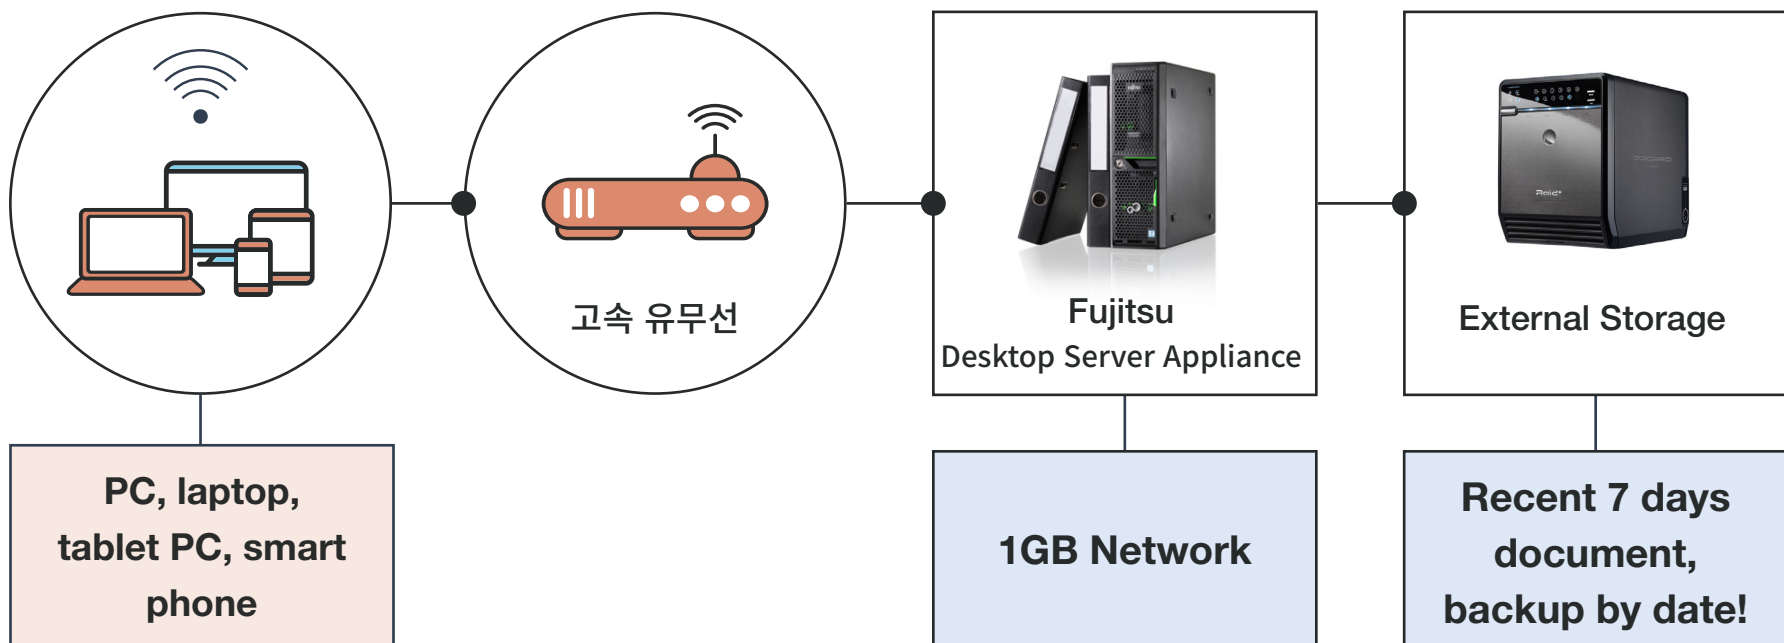 고속 유무선
Fujitsu
Desktop Server Appliance
External Storage
PC, laptop,
tablet PC, smart
phone
1GB Network
Recent 7 days
document,
backup by date!
Raid+